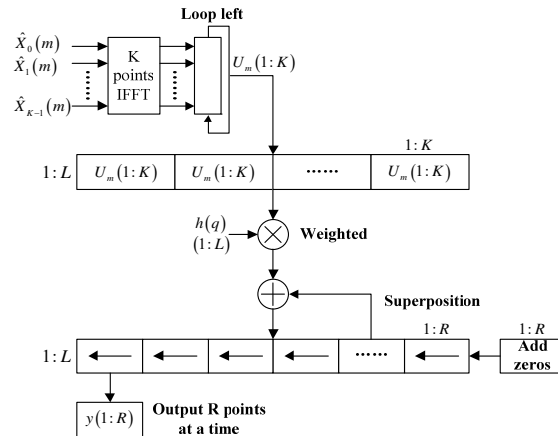 Loop left
X̂₀(m)
X̂₁(m)
X̂_{K-1}(m)
K
points
IFFT
U_m(1:K)
1:K
1:L
U_m(1:K)
U_m(1:K)
······
U_m(1:K)
h(q)
(1:L)
Weighted
Superposition
1:R
1:R
1:L
······
Add
zeros
y(1:R)
Output R points
at a time